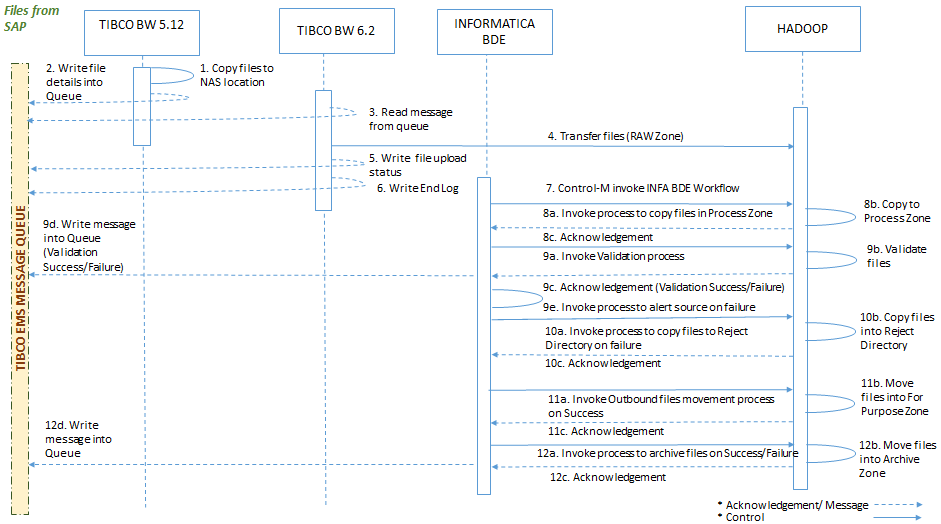 Files from
SAP
TIBCO BW 5.12
TIBCO BW 6.2
INFORMATICA
BDE
HADOOP
TIBCO EMS MESSAGE QUEUE
2. Write file
details into
Queue
1. Copy files to
NAS location
3. Read message
from queue
4. Transfer files (RAW Zone)
5. Write file upload
status
6. Write End Log
7. Control-M invoke INFA BDE Workflow
8a. Invoke process to copy files in Process Zone
8b. Copy to
Process Zone
8c. Acknowledgement
9a. Invoke Validation process
9b. Validate
files
9d. Write message
into Queue
(Validation
Success/Failure)
9c. Acknowledgement (Validation Success/Failure)
9e. Invoke process to alert source on failure
10a. Invoke process to copy files to Reject
Directory on failure
10b. Copy files
into Reject
Directory
10c. Acknowledgement
11a. Invoke Outbound files movement process
on Success
11b. Move
files into For
Purpose Zone
11c. Acknowledgement
12a. Invoke process to archive files on Success/Failure
12b. Move files
into Archive
Zone
12c. Acknowledgement
12d. Write
message into
Queue
* Acknowledgement/ Message
* Control